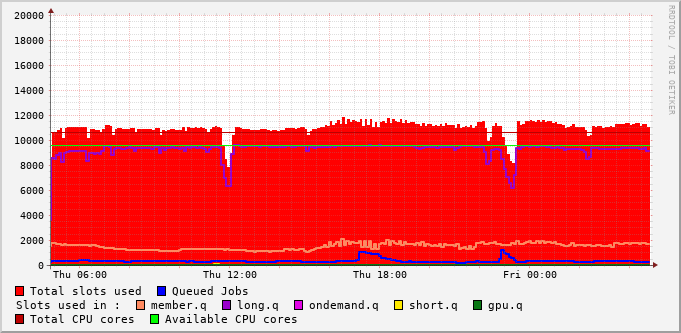 RRDTOOL / TOBI OETIKER
20000
18000
16000
14000
12000
10000
8000
6000
4000
2000
0
Thu 06:00 Thu 12:00 Thu 18:00 Fri 00:00
Total slots used Queued Jobs
Slots used in : member.q long.q ondemand.q short.q gpu.q
Total CPU cores Available CPU cores